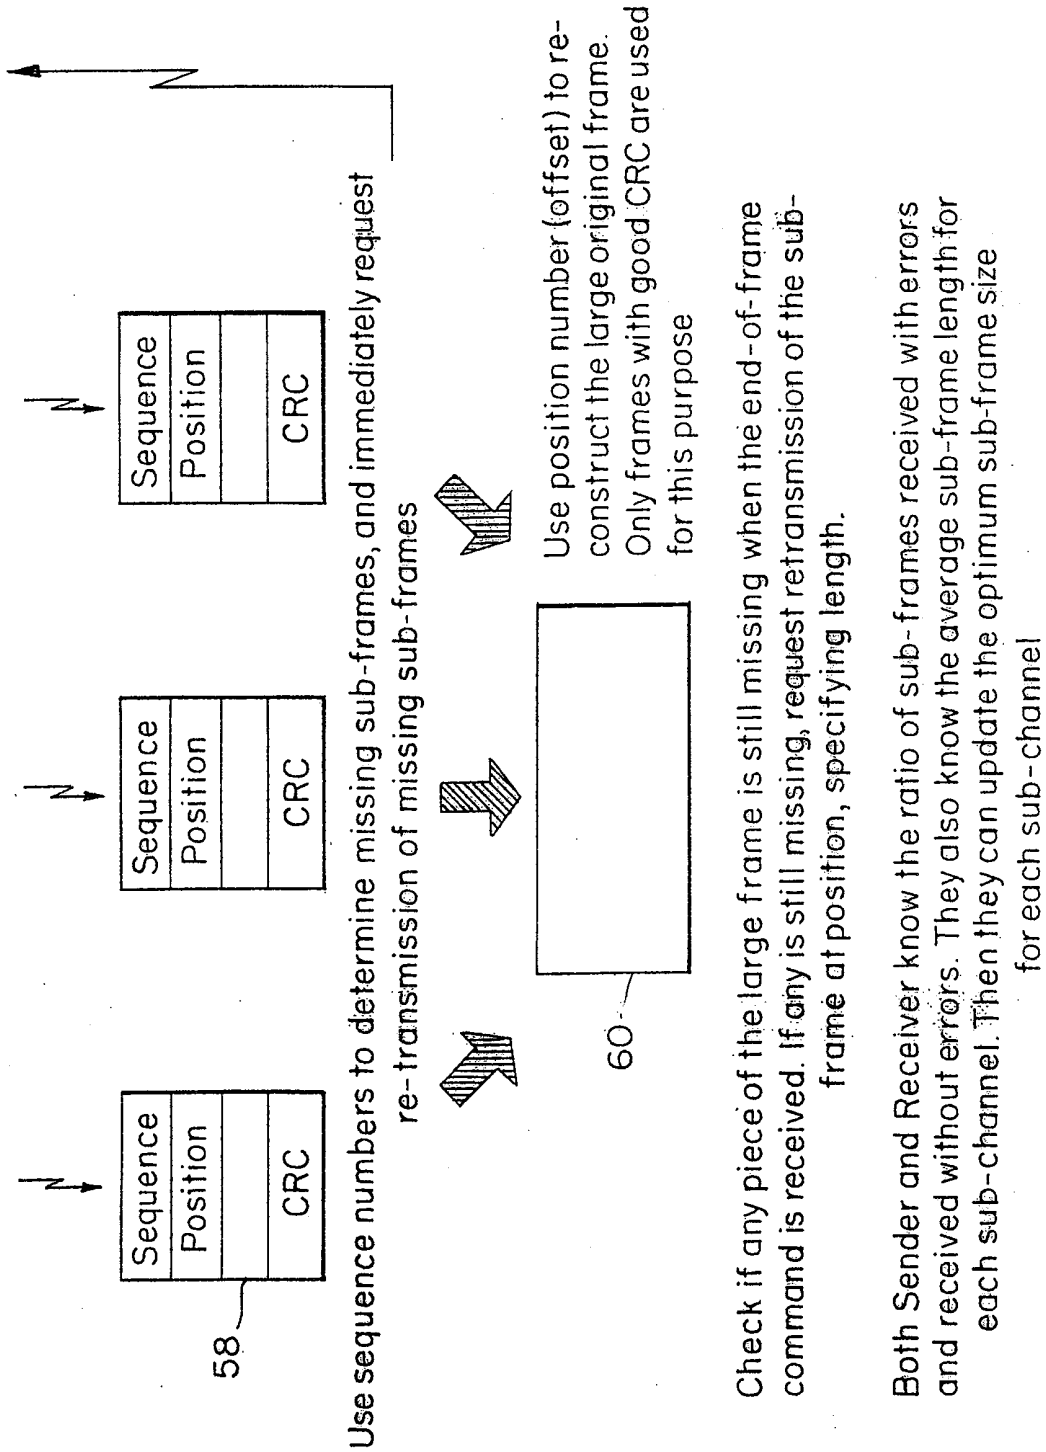 Sequence
Position
CRC
58
Sequence
Position
CRC
Sequence
Position
CRC
Use sequence numbers to determine missing sub-frames, and immediately request
re-transmission of missing sub-frames
60
Use position number (offset) to re-
construct the large original frame.
Only frames with good CRC are used
for this purpose
Check if any piece of the large frame is still missing when the end-of-frame
command is received. If any is still missing, request retransmission of the sub-
frame at position, specifying length.
Both Sender and Receiver know the ratio of sub-frames received with errors
and received without errors. They also know the average sub-frame length for
each sub-channel. Then they can update the optimum sub-frame size
for each sub-channel